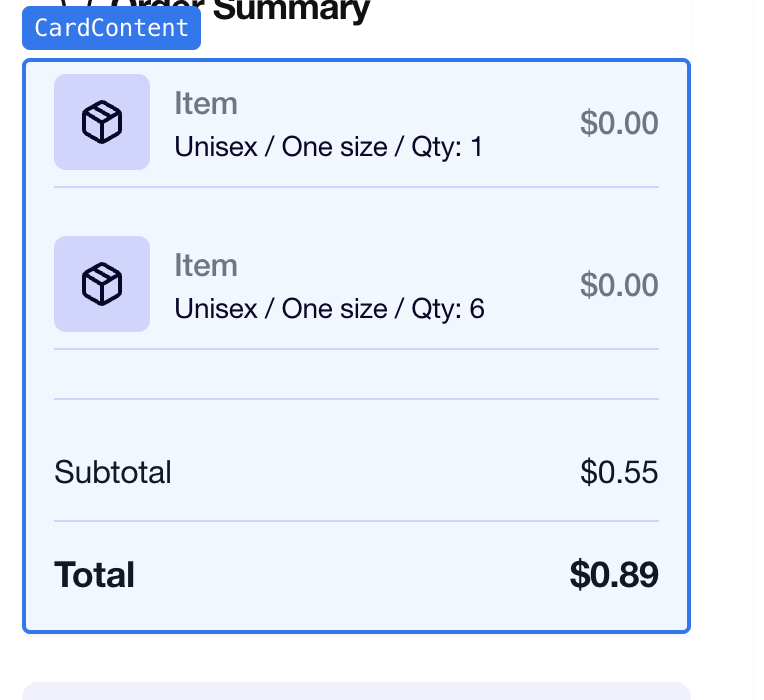 Order Summary
CardContent
Item
$0.00
Unisex / One size / Qty: 1
Item
$0.00
Unisex / One size / Qty: 6
Subtotal
$0.55
Total
$0.89